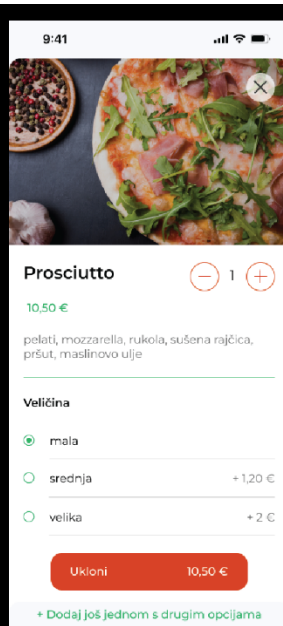 9:41
Prosciutto
1
10,50 €
pelati, mozzarella, rukola, sušena rajčica,
pršut, maslinovo ulje
Veličina
mala
srednja + 1,20 €
velika + 2 €
Ukloni 10,50 €
+ Dodaj još jednom s drugim opcijama